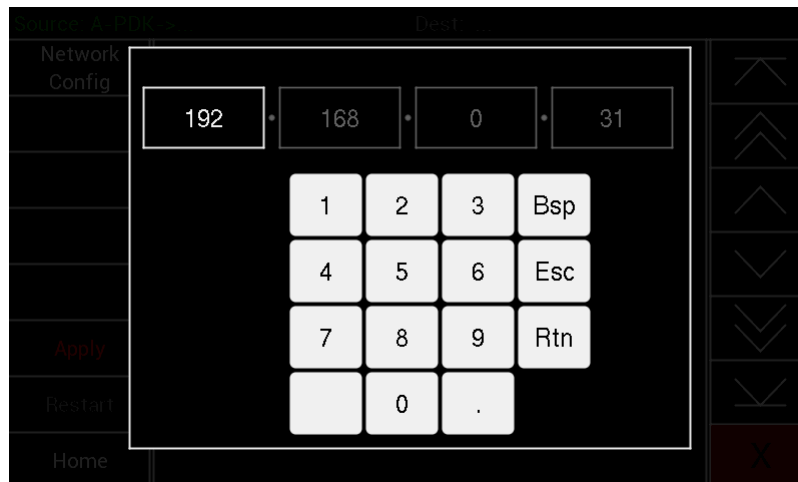 Source: A-PDK-> ... Dest: ...
Network
Config
192 . 168 . 0 . 31
1 2 3 Bsp
4 5 6 Esc
7 8 9 Rtn
0 .
Apply
Restart
Home
X